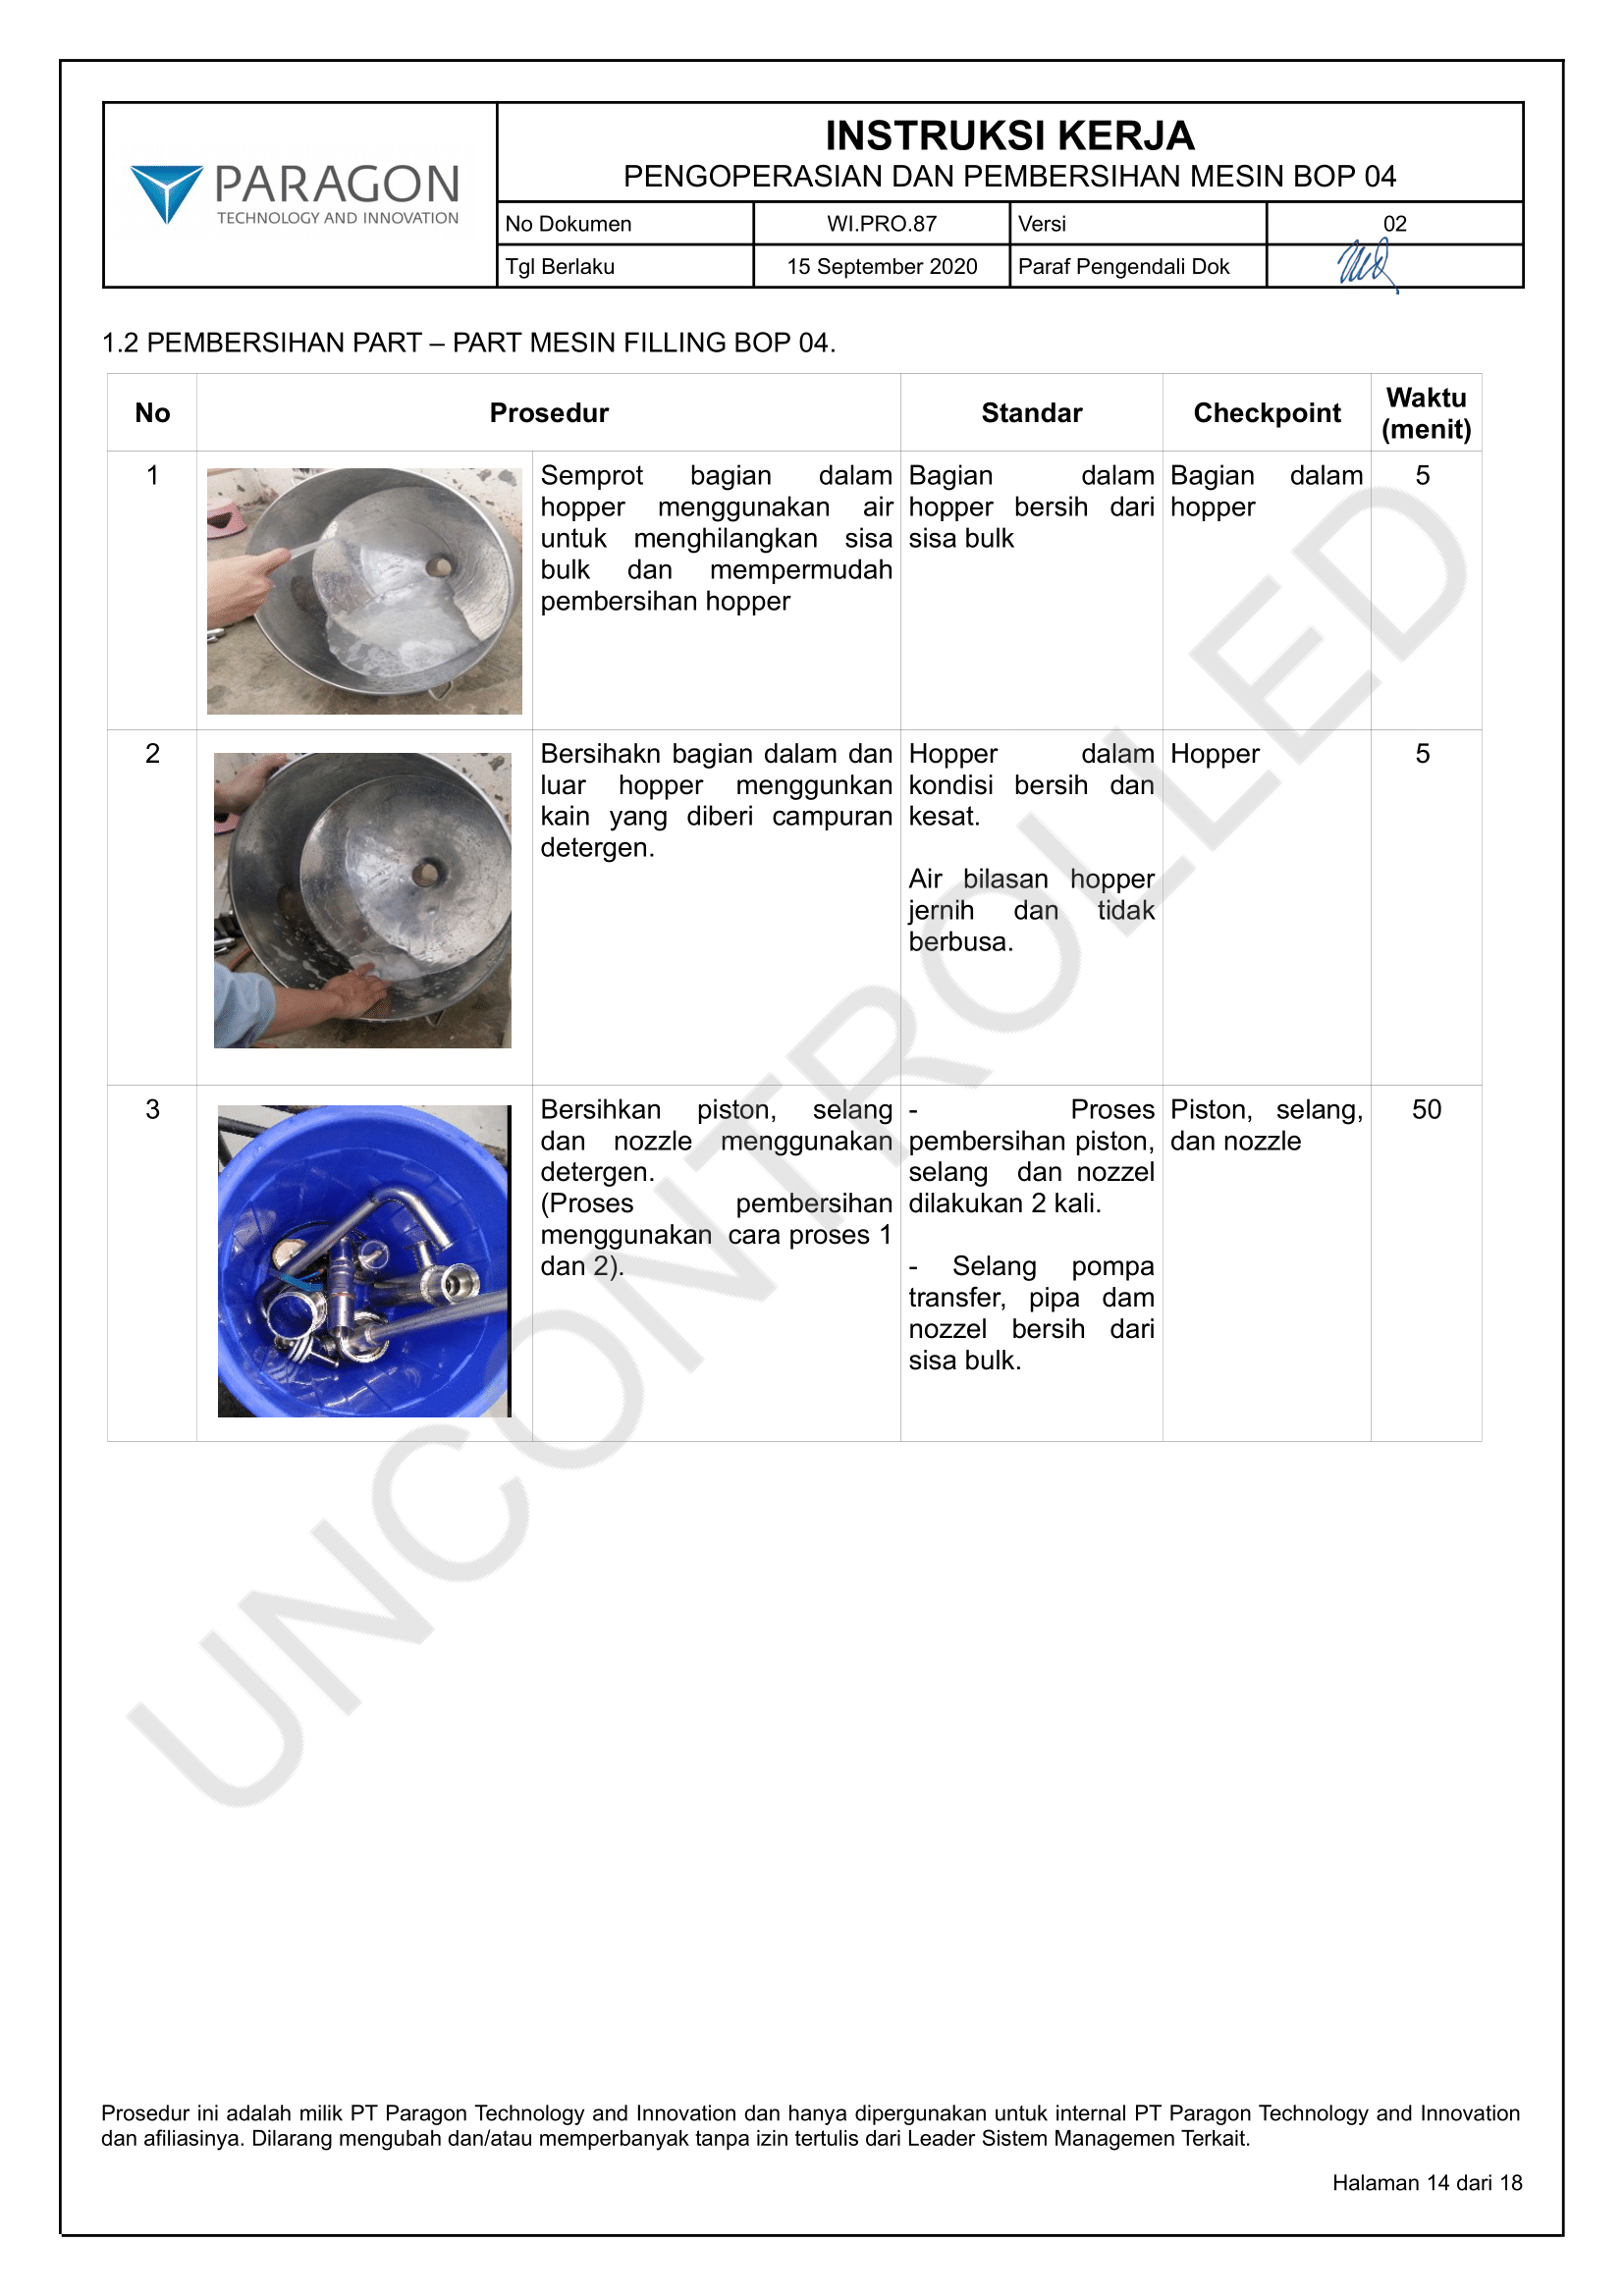 PARAGON
TECHNOLOGY AND INNOVATION
INSTRUKSI KERJA
PENGOPERASIAN DAN PEMBERSIHAN MESIN BOP 04
No Dokumen WI.PRO.87 Versi 02
Tgl Berlaku 15 September 2020 Paraf Pengendali Dok
1.2 PEMBERSIHAN PART – PART MESIN FILLING BOP 04.
No Prosedur Standar Checkpoint Waktu (menit)
1
Semprot bagian dalam
hopper menggunakan air
untuk menghilangkan sisa
bulk dan mempermudah
pembersihan hopper
Bagian dalam
hopper bersih dari
sisa bulk
Bagian dalam
hopper
5
2
Bersihakn bagian dalam dan
luar hopper menggunkan
kain yang diberi campuran
detergen.
Hopper dalam
kondisi bersih dan
kesat.
Air bilasan hopper
jernih dan tidak
berbusa.
Hopper
5
3
Bersihkan piston, selang
dan nozzle menggunakan
detergen.
(Proses pembersihan
menggunakan cara proses 1
dan 2).
- Proses
pembersihan piston,
selang dan nozzel
dilakukan 2 kali.
- Selang pompa
transfer, pipa dam
nozzel bersih dari
sisa bulk.
Piston, selang,
dan nozzle
50
UNCONTROLLED
Prosedur ini adalah milik PT Paragon Technology and Innovation dan hanya dipergunakan untuk internal PT Paragon Technology and Innovation
dan afiliasinya. Dilarang mengubah dan/atau memperbanyak tanpa izin tertulis dari Leader Sistem Managemen Terkait.
Halaman 14 dari 18